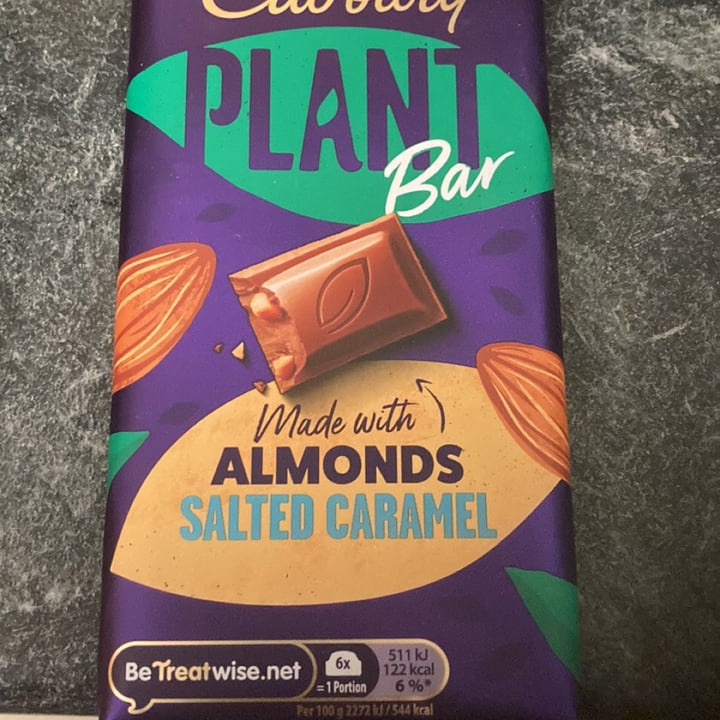 Cadbury
PLANT
Bar
Made with
ALMONDS
SALTED CARAMEL
BeTreatwise.net
6x
= 1 Portion
511 kJ
122 kcal
6 %*
Per 100 g 2272 kJ / 544 kcal